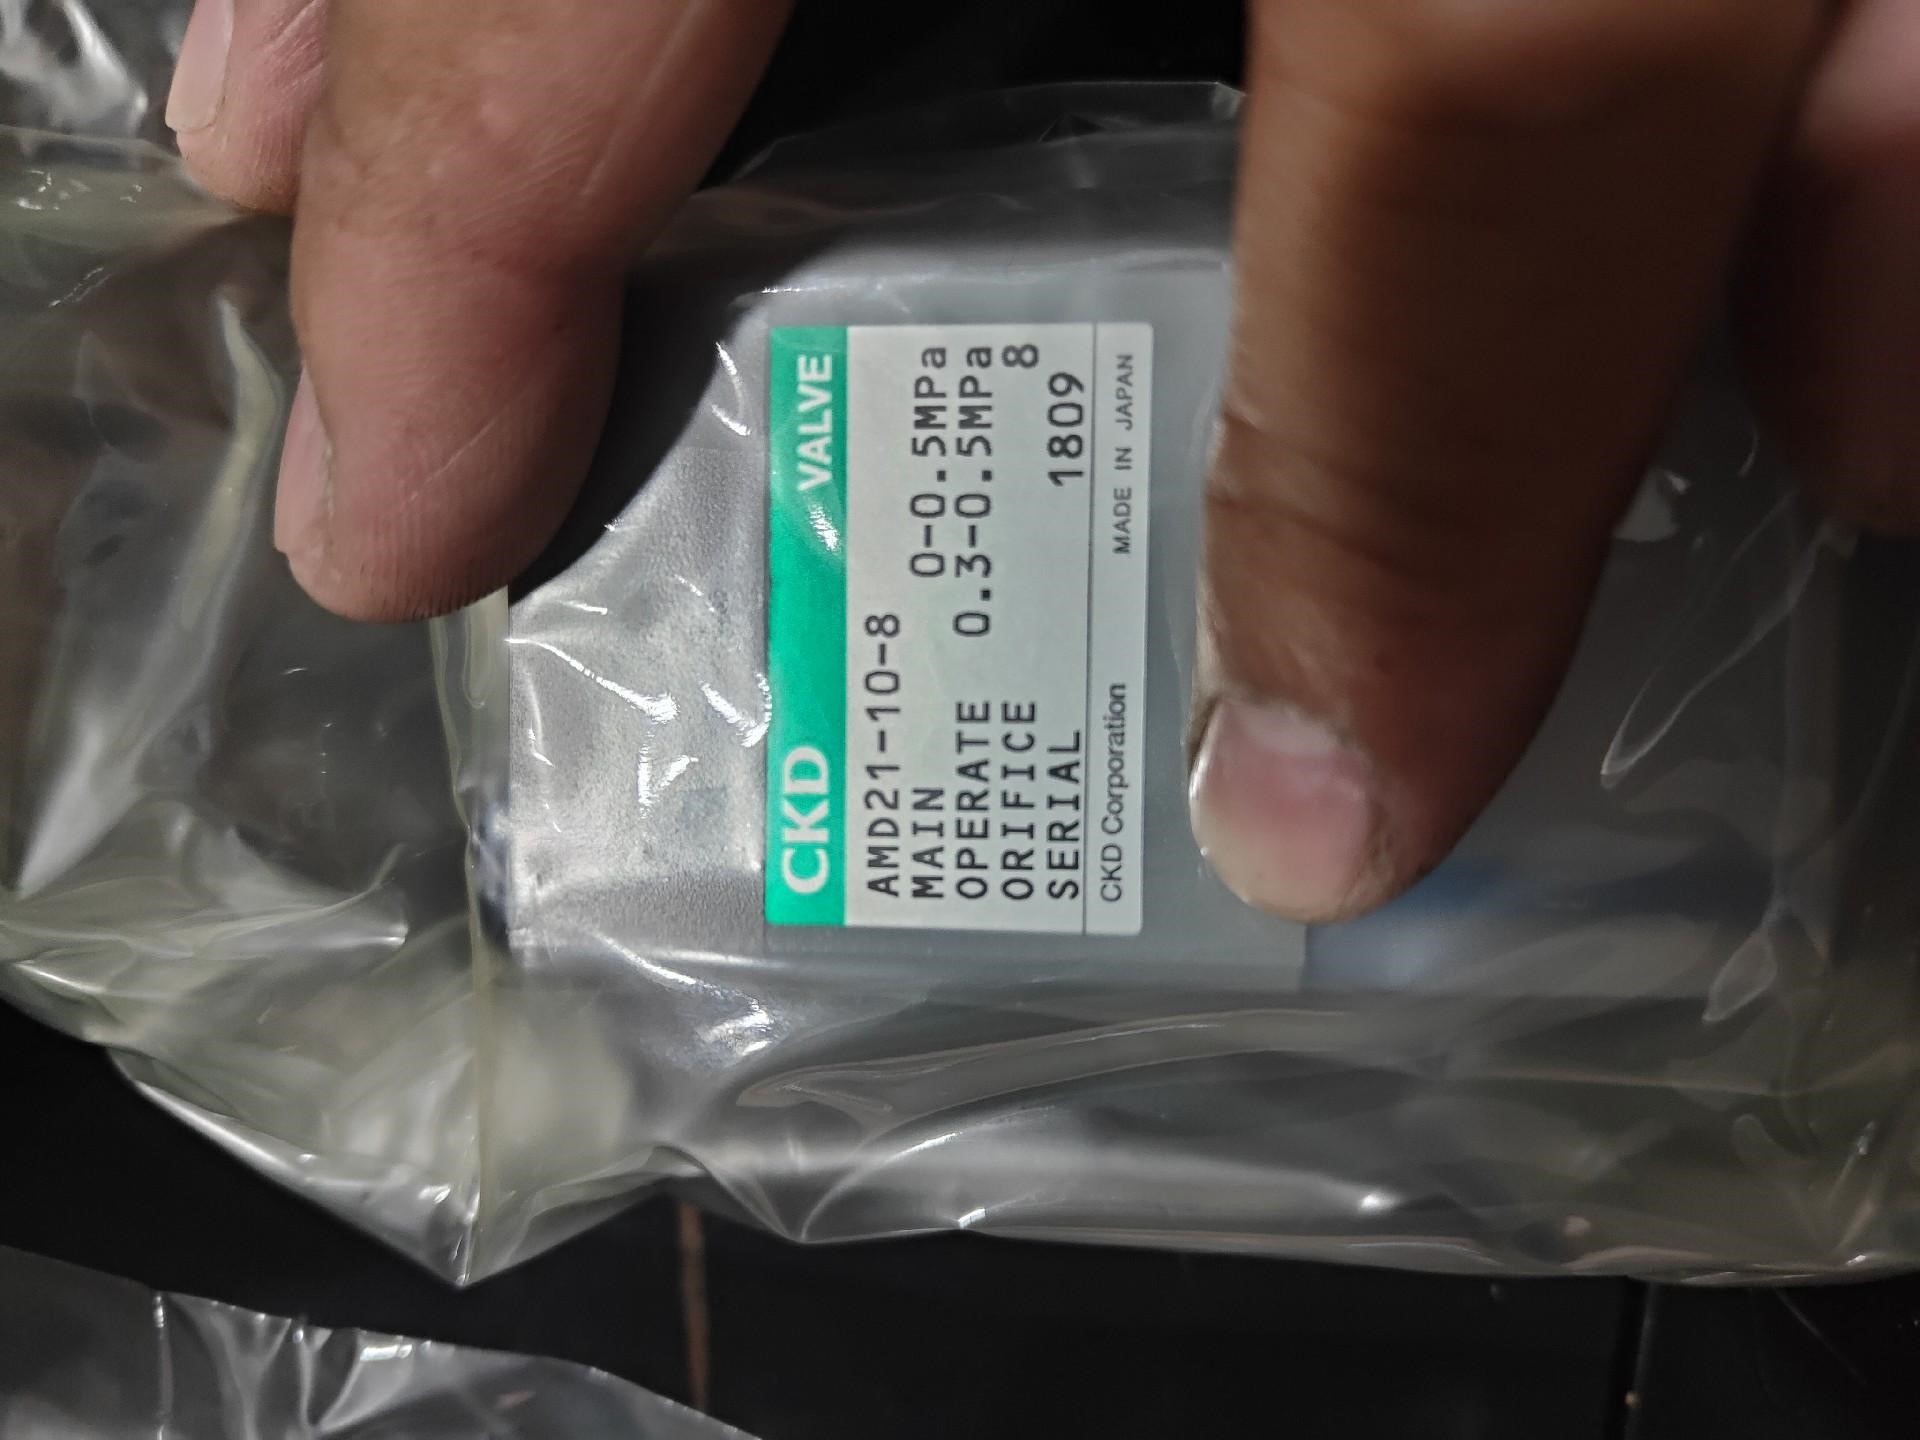 CKD VALVE
AMD21-10-8
MAIN 0-0.5MPa
OPERATE 0.3-0.5MPa
ORIFICE 8
SERIAL 1809
CKD Corporation MADE IN JAPAN